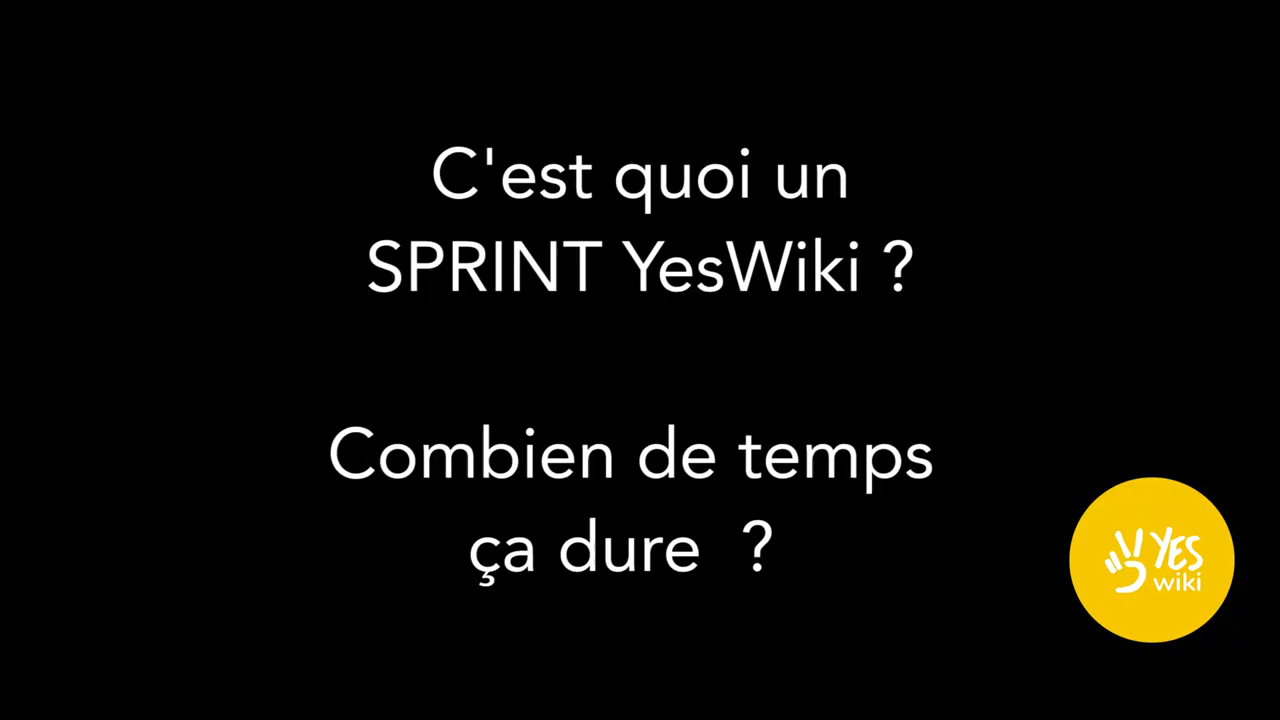 C'est quoi un
SPRINT YesWiki ?
Combien de temps
ça dure ?
YES
wiki